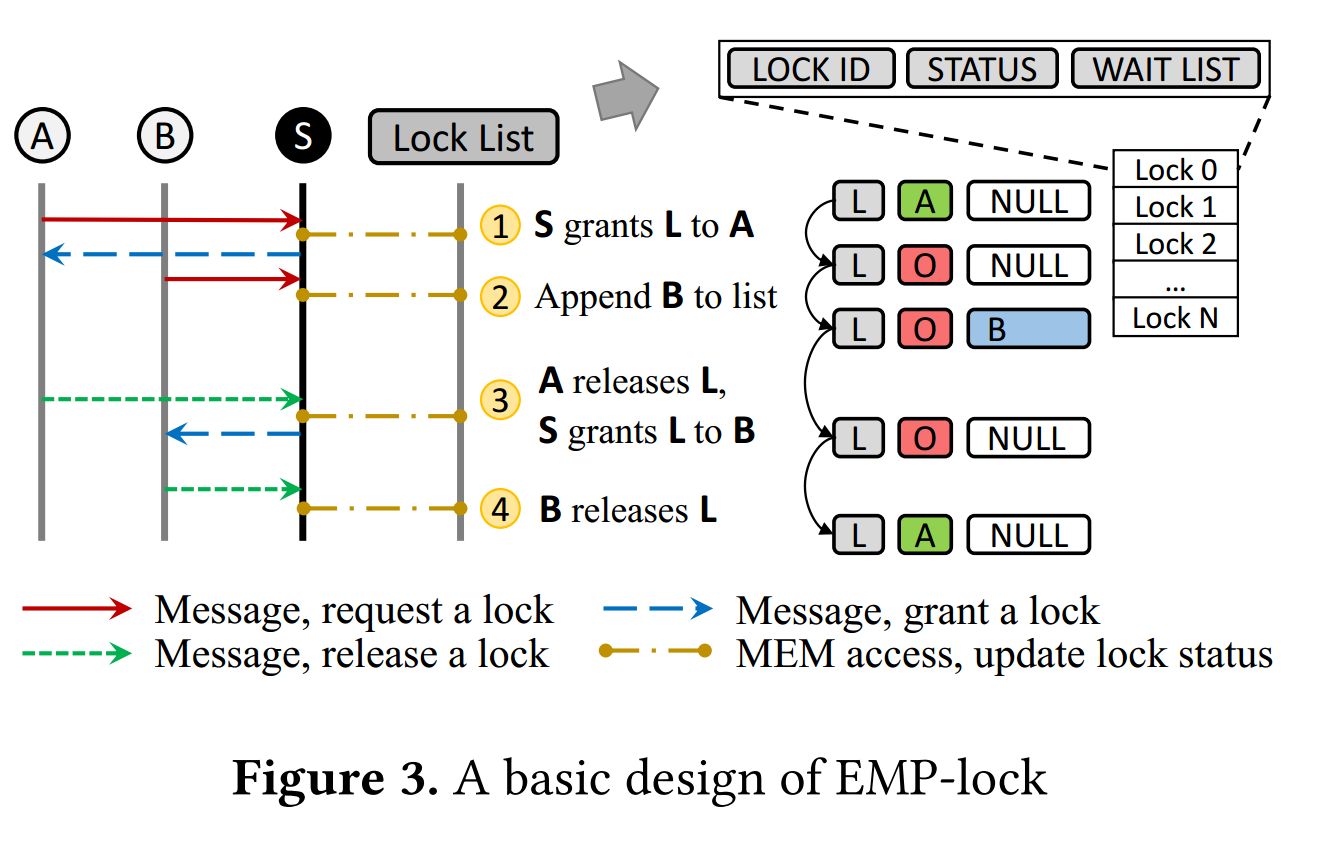 LOCK ID STATUS WAIT LIST
A B S Lock List
Lock 0
Lock 1
Lock 2
...
Lock N
1 S grants L to A
L A NULL
L O NULL
2 Append B to list
L O B
3 A releases L,
S grants L to B
L O NULL
4 B releases L
L A NULL
Message, request a lock
Message, grant a lock
Message, release a lock
MEM access, update lock status
Figure 3. A basic design of EMP-lock